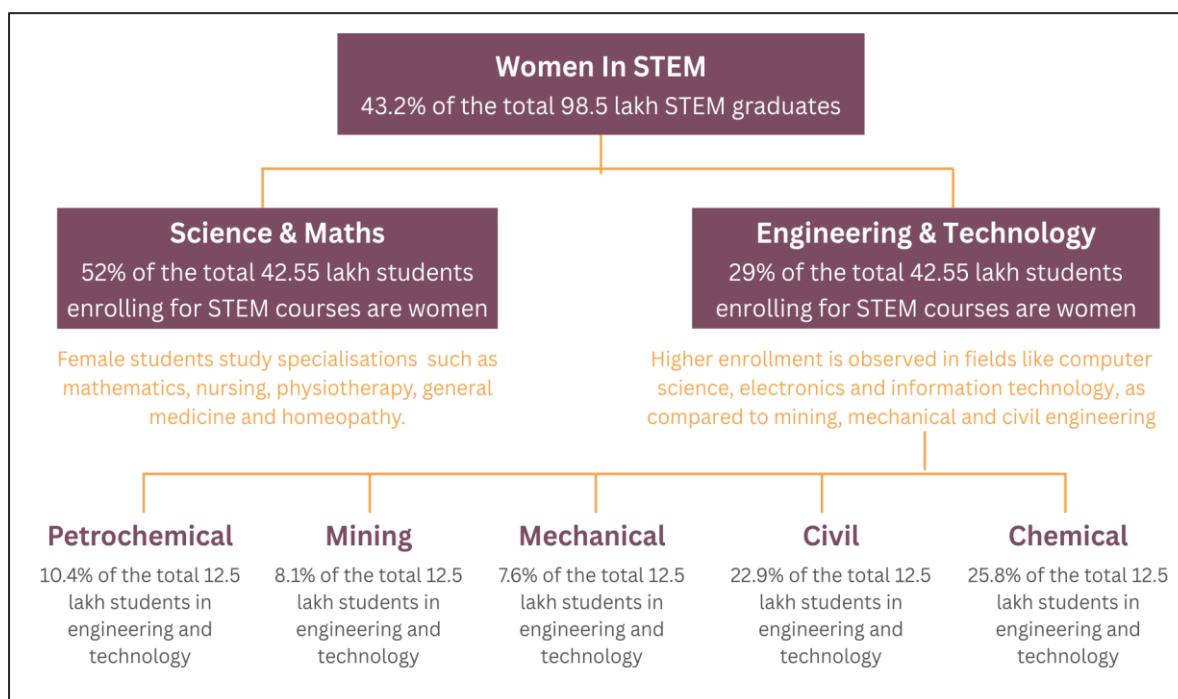 Women In STEM
43.2% of the total 98.5 lakh STEM graduates
Science & Maths
52% of the total 42.55 lakh students
enrolling for STEM courses are women
Female students study specialisations such as
mathematics, nursing, physiotherapy, general
medicine and homeopathy.
Engineering & Technology
29% of the total 42.55 lakh students
enrolling for STEM courses are women
Higher enrollment is observed in fields like computer
science, electronics and information technology, as
compared to mining, mechanical and civil engineering
Petrochemical
10.4% of the total 12.5
lakh students in
engineering and
technology
Mining
8.1% of the total 12.5
lakh students in
engineering and
technology
Mechanical
7.6% of the total 12.5
lakh students in
engineering and
technology
Civil
22.9% of the total 12.5
lakh students in
engineering and
technology
Chemical
25.8% of the total 12.5
lakh students in
engineering and
technology